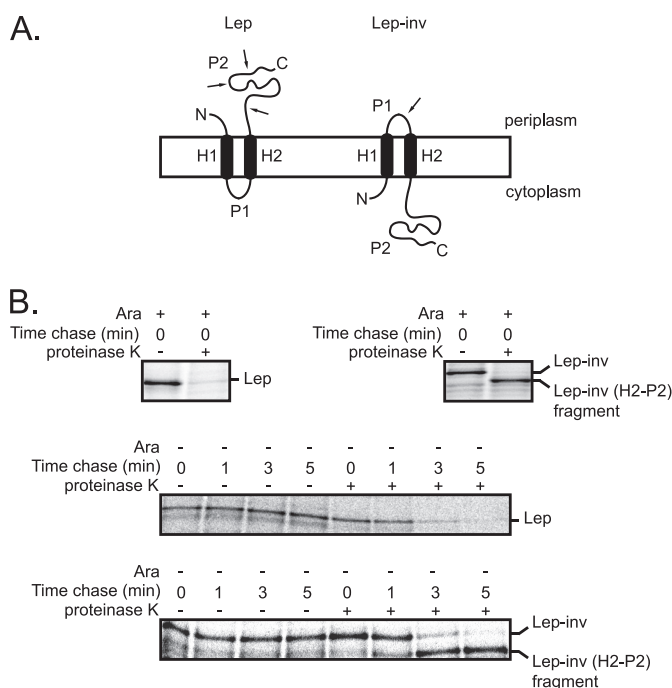 A.
Lep Lep-inv
P2 C
P1
N
periplasm
H1 H2 H1 H2
cytoplasm
P1
N
P2 C
B.
Ara + + Ara + +
Time chase (min) 0 0 Time chase (min) 0 0
proteinase K - + proteinase K - +
Lep
Lep-inv
Lep-inv (H2-P2)
fragment
Ara - - - - - - - -
Time chase (min) 0 1 3 5 0 1 3 5
proteinase K - - - - + + + +
Lep
Ara - - - - - - - -
Time chase (min) 0 1 3 5 0 1 3 5
proteinase K - - - - + + + +
Lep-inv
Lep-inv (H2-P2)
fragment